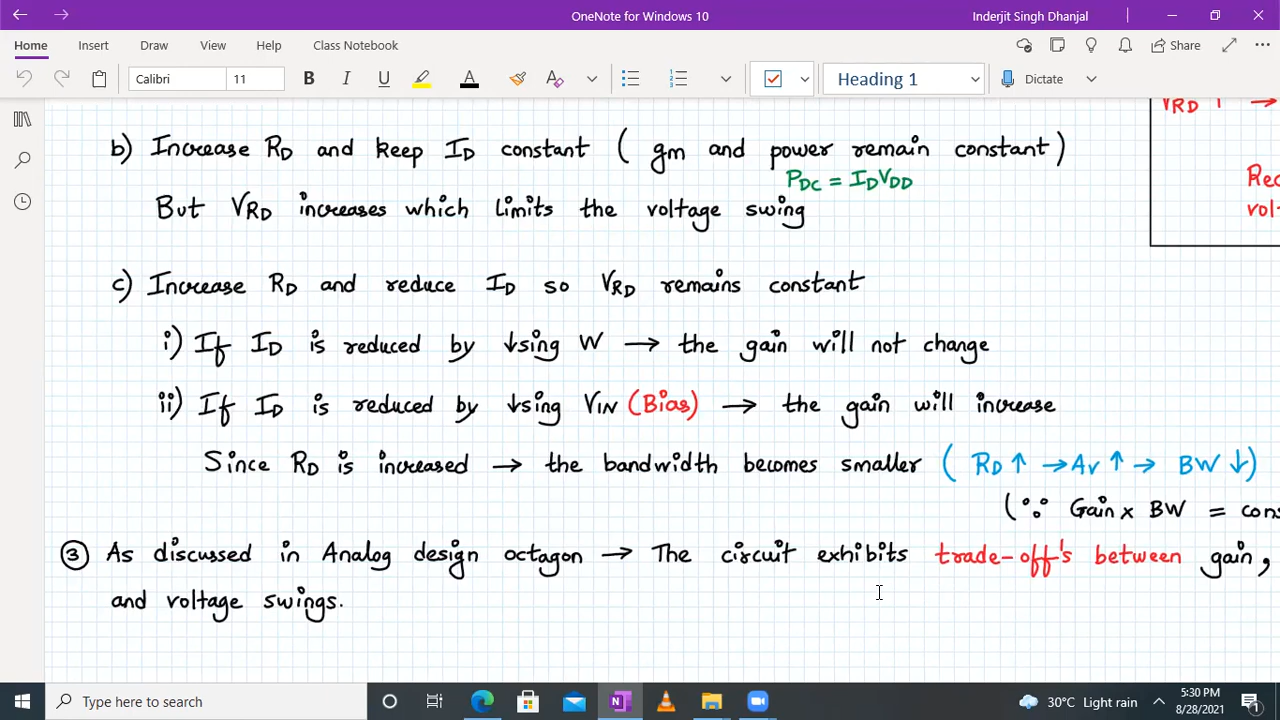 OneNote for Windows 10
Inderjit Singh Dhanjal
Home Insert Draw View Help Class Notebook
Share
Calibri 11 B I U A Heading 1 Dictate
VRD ↑ →
b) Increase RD and keep ID constant ( gm and power remain constant )
PDC = IDVDD
But VRD increases which limits the voltage swing
c) Increase RD and reduce ID so VRD remains constant
i) If ID is reduced by ↓sing W → the gain will not change
ii) If ID is reduced by ↓sing VIN (Bias) → the gain will increase
Since RD is increased → the bandwidth becomes smaller ( RD ↑ → Av ↑ → BW ↓)
(∵ Gain x BW = cons
③ As discussed in Analog design octagon → The circuit exhibits trade-off's between gain,
and voltage swings.
Type here to search
30°C Light rain
5:30 PM
8/28/2021